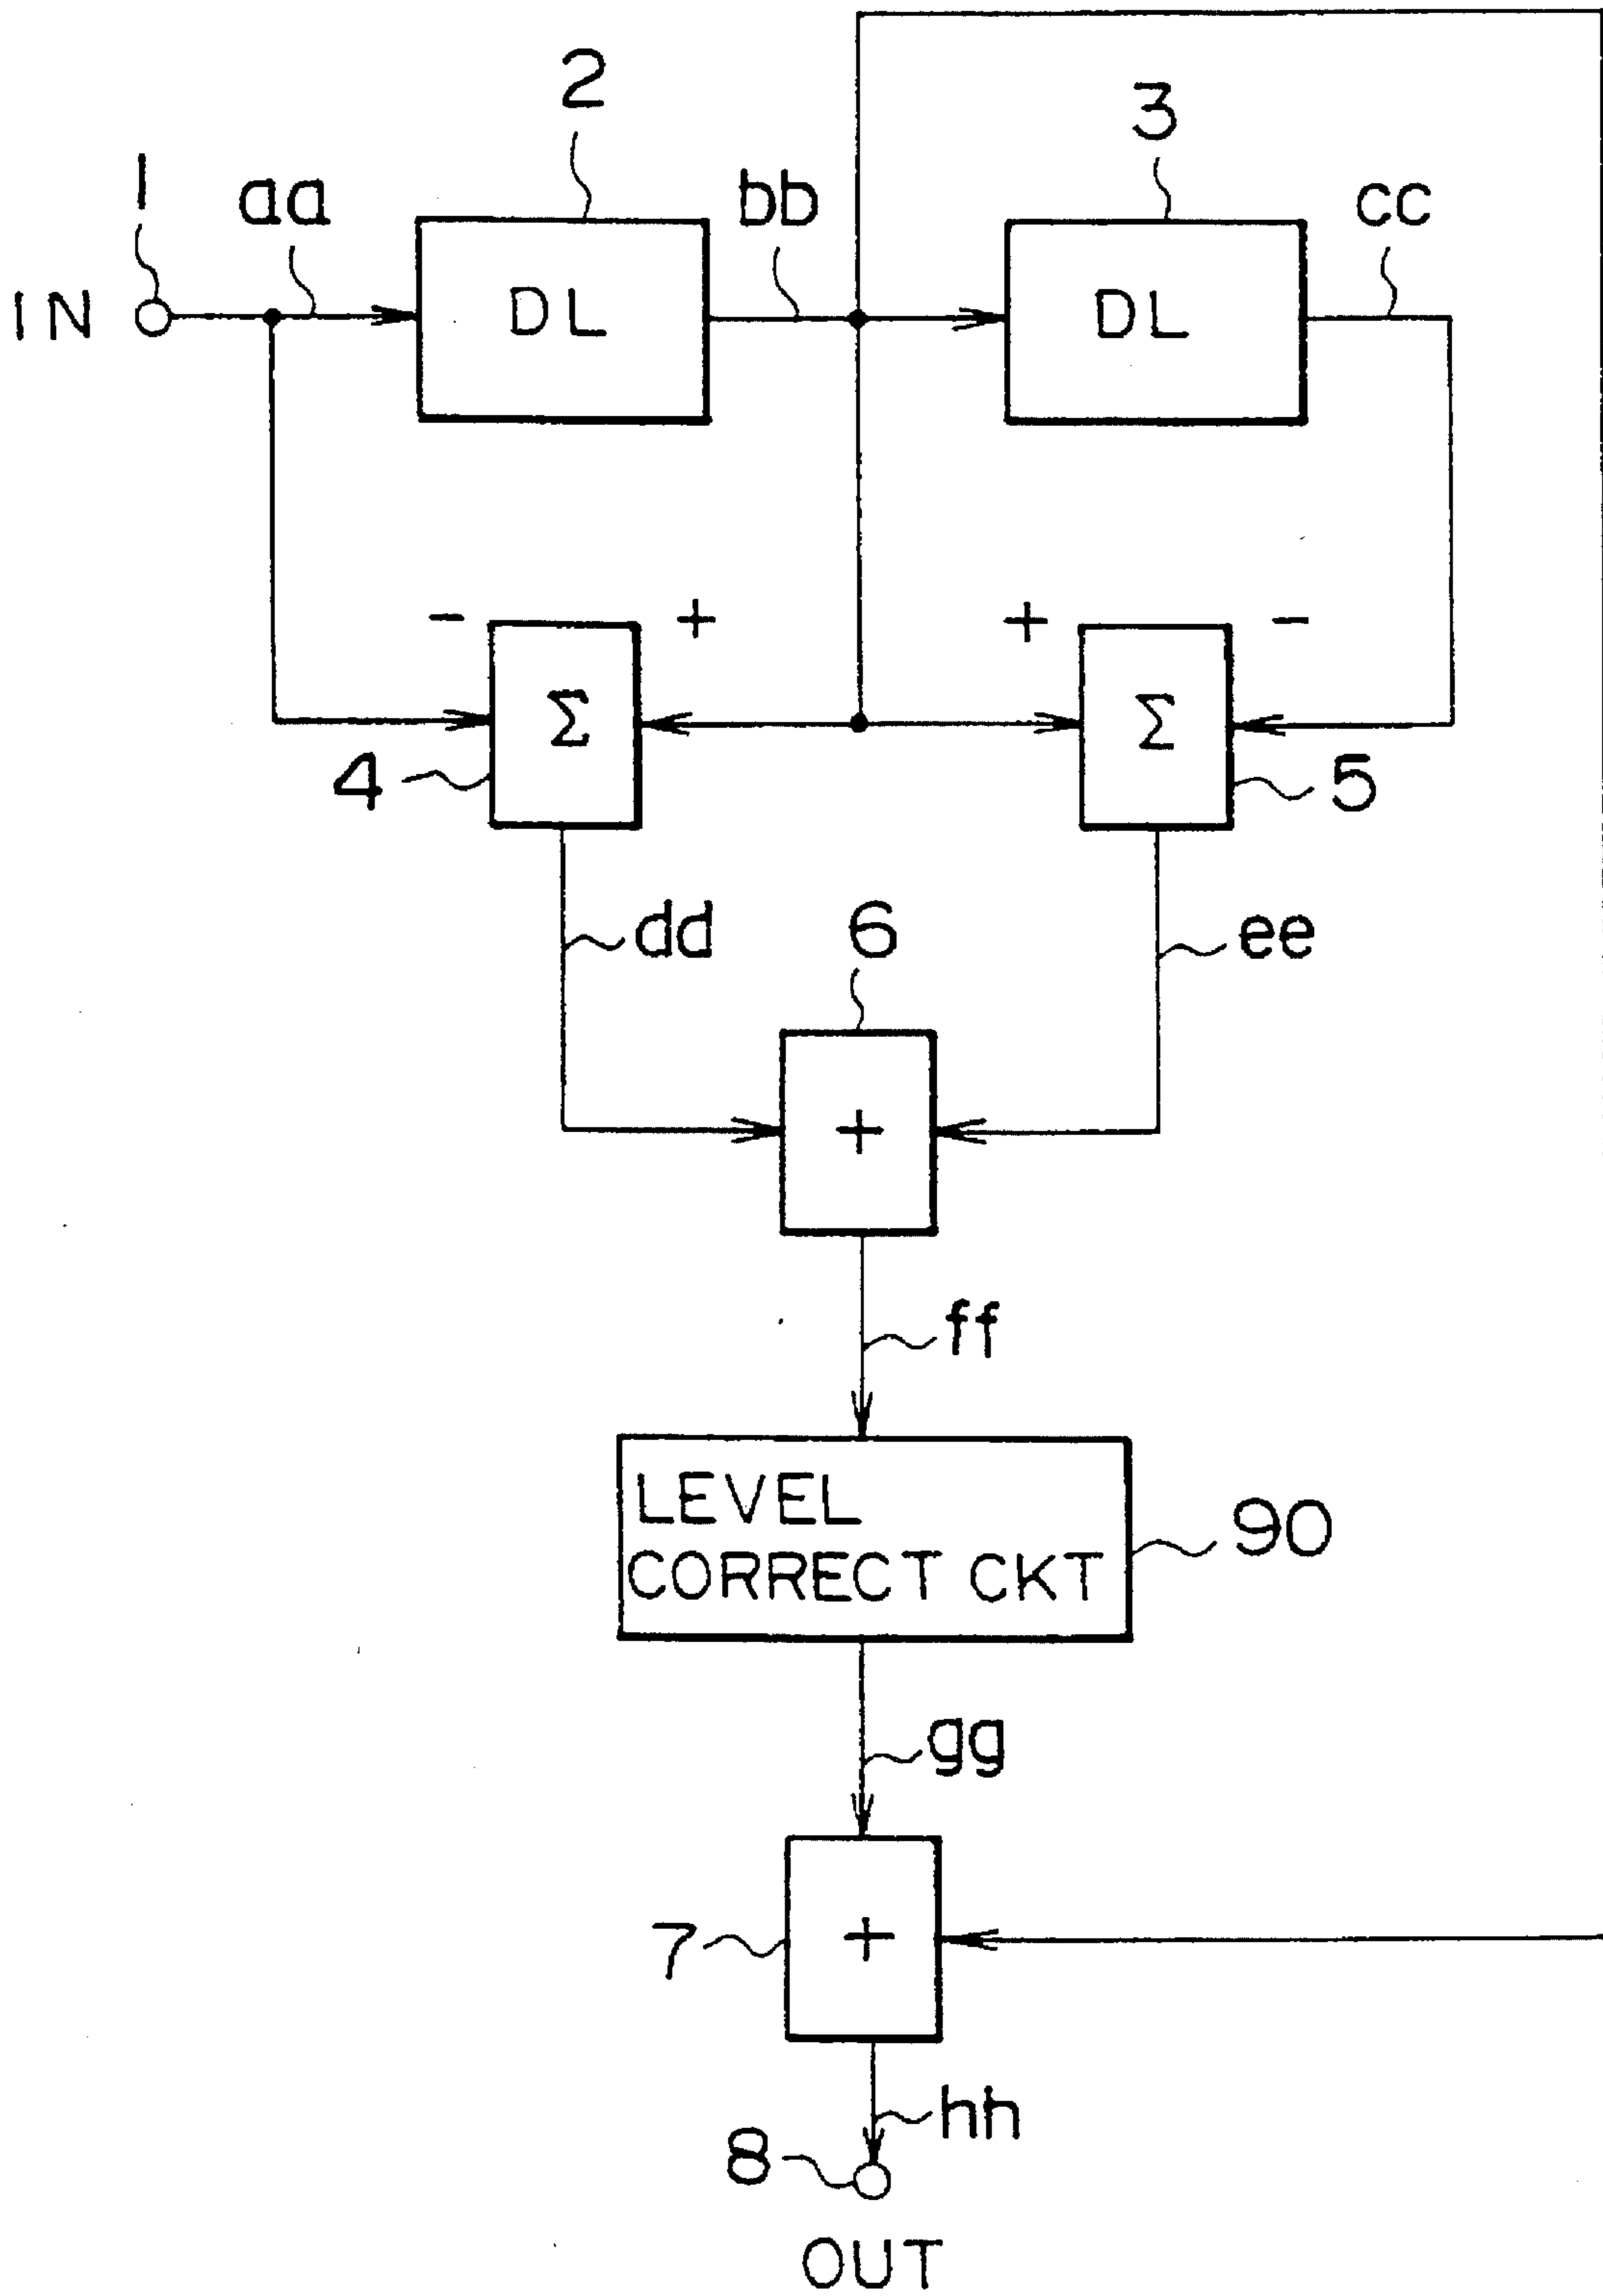 2
3
1
aa
bb
cc
IN
DL
DL
-
+
+
-
Σ
Σ
4
5
dd
6
ee
+
ff
LEVEL
CORRECT CKT
90
gg
7
+
hh
8
OUT